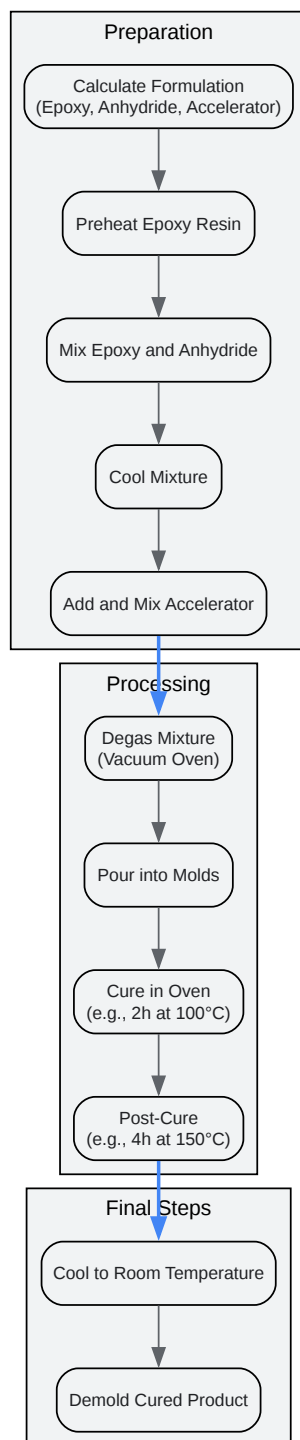 Preparation
Calculate Formulation
(Epoxy, Anhydride, Accelerator)
Preheat Epoxy Resin
Mix Epoxy and Anhydride
Cool Mixture
Add and Mix Accelerator
Processing
Degas Mixture
(Vacuum Oven)
Pour into Molds
Cure in Oven
(e.g., 2h at 100°C)
Post-Cure
(e.g., 4h at 150°C)
Final Steps
Cool to Room Temperature
Demold Cured Product